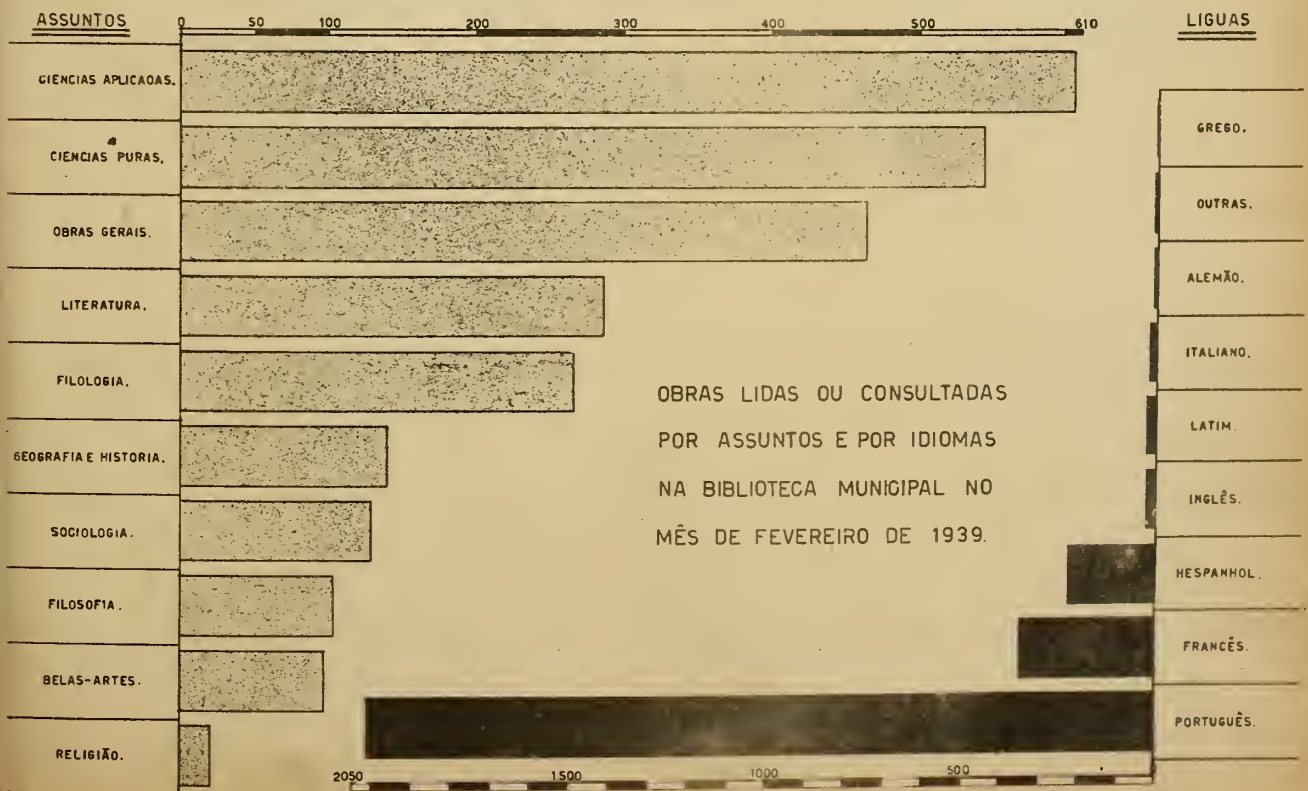 ASSUNTOS
0 50 100 200 300 400 500 610
LIGUAS
CIENCIAS APLICADAS.
CIENCIAS PURAS.
OBRAS GERAIS.
LITERATURA.
FILOLOGIA.
GEOGRAFIA E HISTORIA.
SOCIOLOGIA.
FILOSOFIA.
BELAS-ARTES.
RELIGIÃO.
OBRAS LIDAS OU CONSULTADAS
POR ASSUNTOS E POR IDIOMAS
NA BIBLIOTECA MUNICIPAL NO
MÊS DE FEVEREIRO DE 1939.
GREGO.
OUTRAS.
ALEMÃO.
ITALIANO.
LATIM.
INGLÊS.
HESPANHOL.
FRANCÊS.
PORTUGUÊS.
2050 1500 1000 500